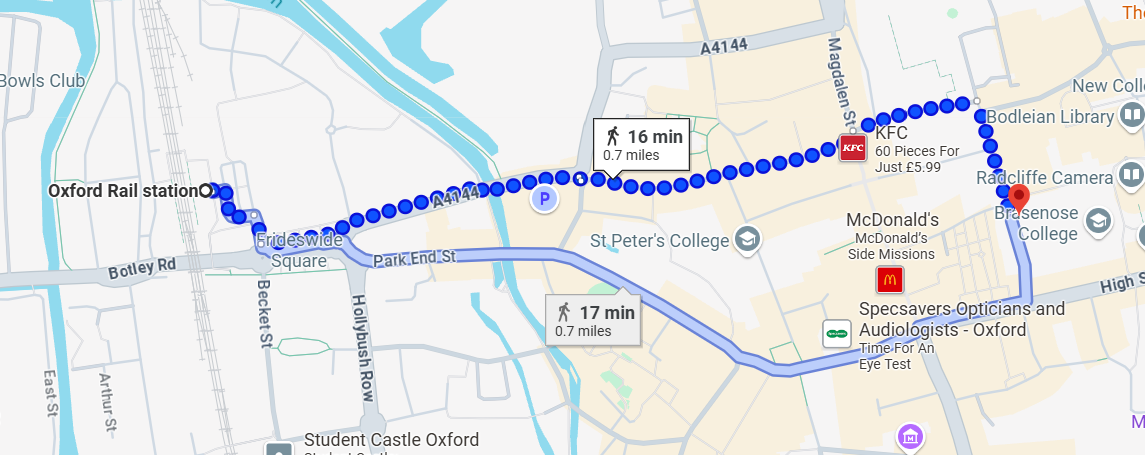 The
A4144
Magdalen St
Bowls Club
New Coll
Bodleian Library
16 min
0.7 miles
KFC
KFC
60 Pieces For
Just £5.99
Radcliffe Camera
Oxford Rail station
A4144
P
Brasenose
College
McDonald's
McDonald's
Side Missions
St Peter's College
Frideswide
Square
Park End St
Botley Rd
High S
Becket St
Hollybush Row
17 min
0.7 miles
Specsavers Opticians and
Audiologists - Oxford
Time For An
Eye Test
Specsavers
East St
Arthur St
M
Student Castle Oxford